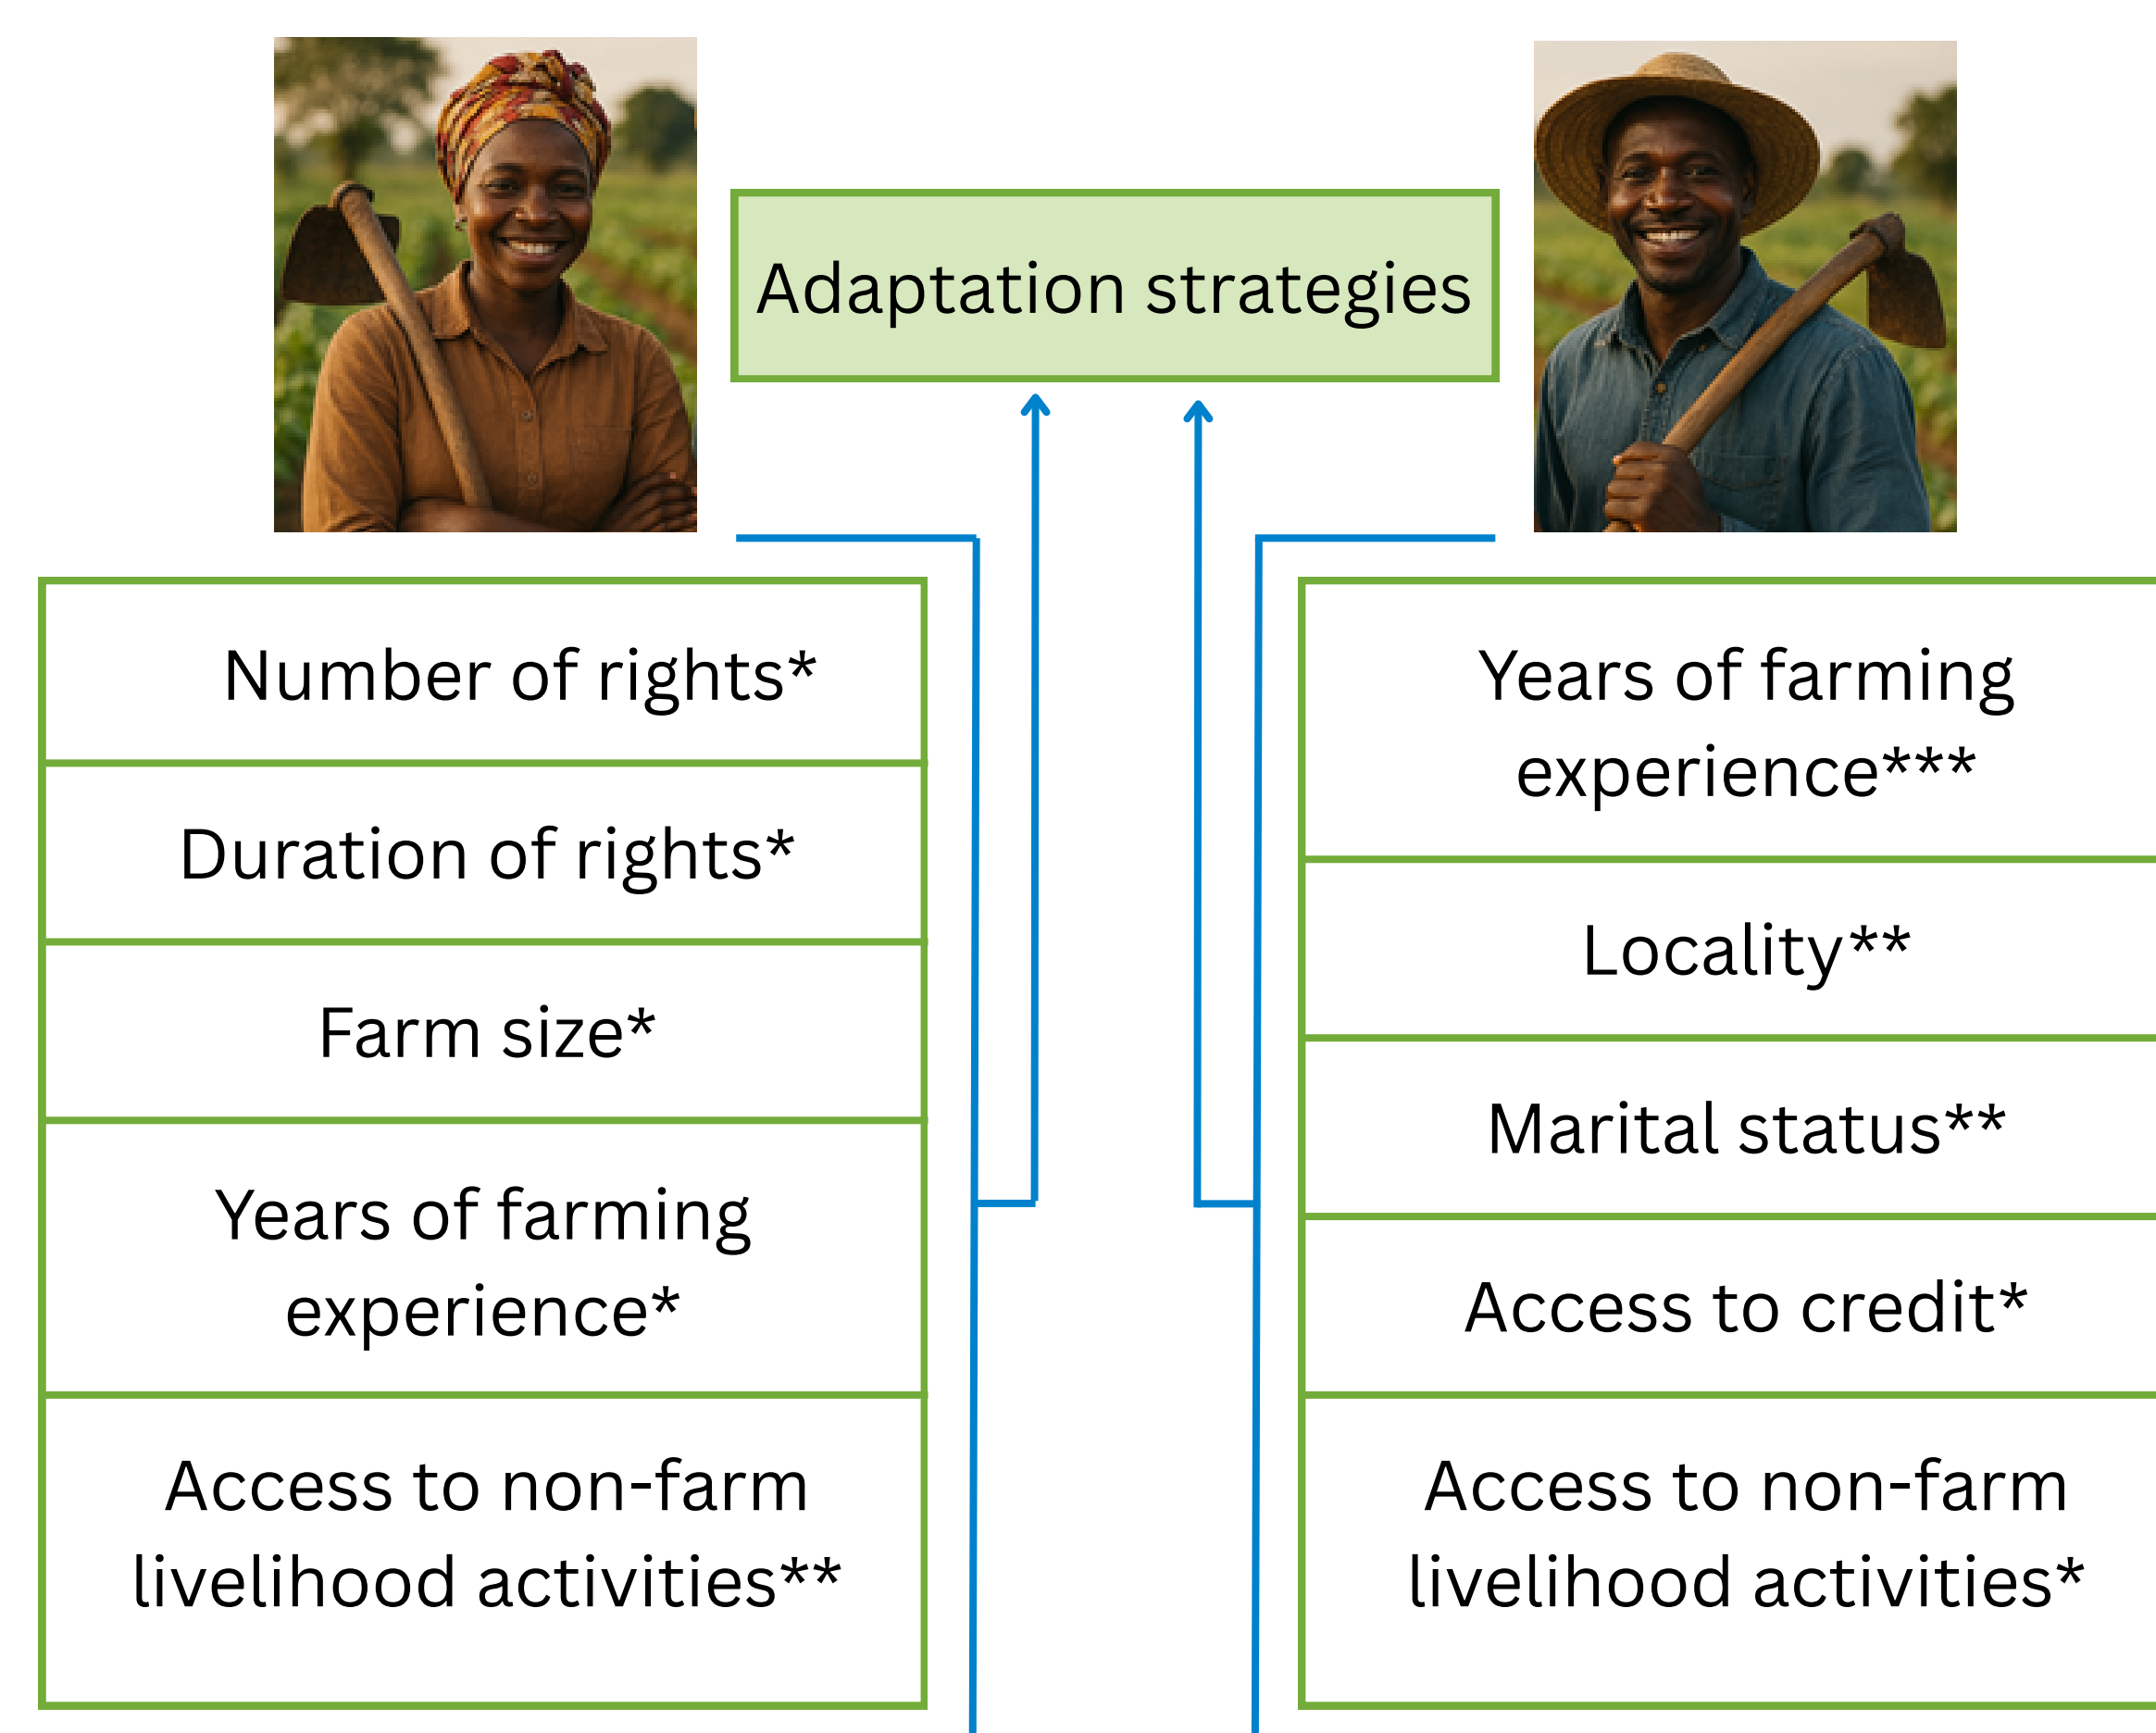 Adaptation strategies
Number of rights*
Duration of rights*
Farm size*
Years of farming
experience*
Access to non-farm
livelihood activities**
Years of farming
experience***
Locality**
Marital status**
Access to credit*
Access to non-farm
livelihood activities*